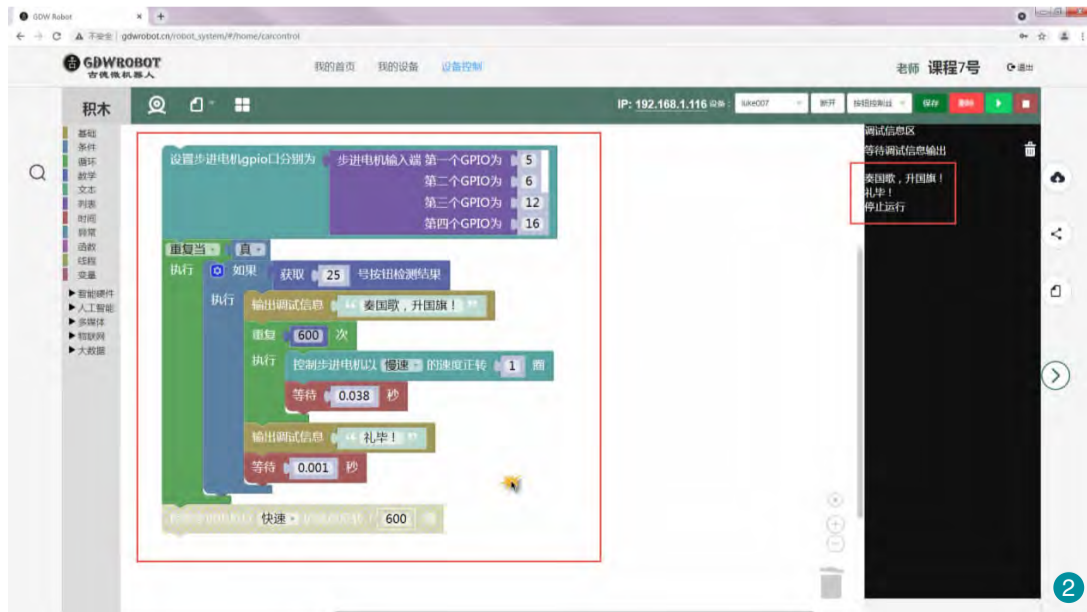 GDW Robot
不安全 gdwrobot.cn/robot_system/#/home/carcontrol
GDWROBOT
古德微机器人
我的首页 我的设备 设备控制
老师 课程7号 退出
积木
IP: 192.168.1.116 设备: luke007 断开 按钮控制丝 保存 删除
基础
条件
循环
数学
文本
列表
时间
异常
函数
线程
变量
智能硬件
人工智能
多媒体
物联网
大数据
设置步进电机gpio口分别为 步进电机输入端 第一个GPIO为 5
第二个GPIO为 6
第三个GPIO为 12
第四个GPIO为 16
重复当 真
执行 如果 获取 25 号按钮检测结果
执行 输出调试信息 “ 奏国歌，升国旗！ ”
重复 600 次
执行 控制步进电机以 慢速 的速度正转 1 圈
等待 0.038 秒
输出调试信息 “ 礼毕！ ”
等待 0.001 秒
快速 600
调试信息区
等待调试信息输出
奏国歌，升国旗！
礼毕！
停止运行
2